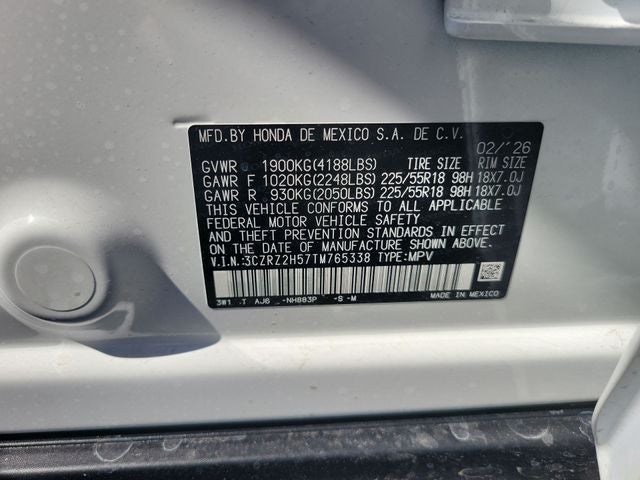 MFD.BY HONDA DE MEXICO S.A. DE C.V. 02/'26
GVWR 1900KG(4188LBS) TIRE SIZE RIM SIZE
GAWR F 1020KG(2248LBS) 225/55R18 98H 18X7.0J
GAWR R 930KG(2050LBS) 225/55R18 98H 18X7.0J
THIS VEHICLE CONFORMS TO ALL APPLICABLE
FEDERAL MOTOR VEHICLE SAFETY
AND THEFT PREVENTION STANDARDS IN EFFECT
ON THE DATE OF MANUFACTURE SHOWN ABOVE.
V.I.N.:3CZRZ2H57TM765338 TYPE:MPV
3W1 .T AJ6 -NH883P -S -M MADE IN MEXICO